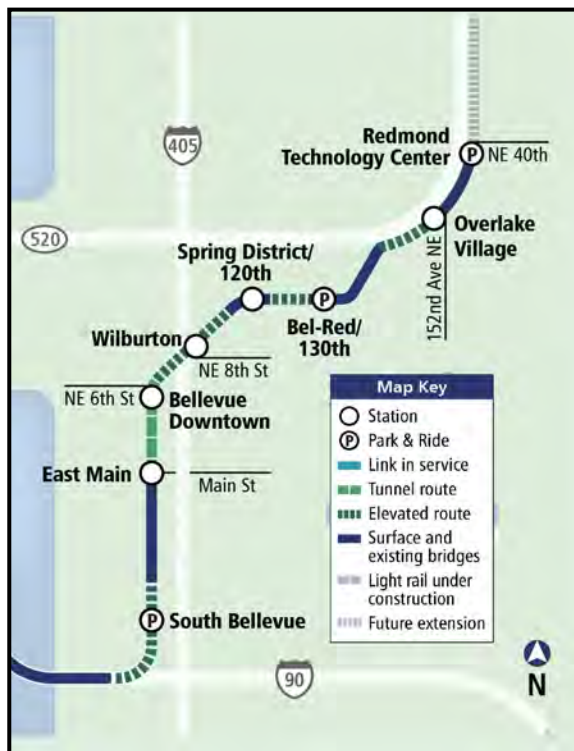 405
Redmond
Technology Center
P
NE 40th
520
Overlake
Village
152nd Ave NE
Spring District/
120th
P
Bel-Red/
130th
Wilburton
NE 8th St
NE 6th St
Bellevue
Downtown
East Main
Main St
P
South Bellevue
90
Map Key
Station
P Park & Ride
Link in service
Tunnel route
Elevated route
Surface and
existing bridges
Light rail under
construction
Future extension
N